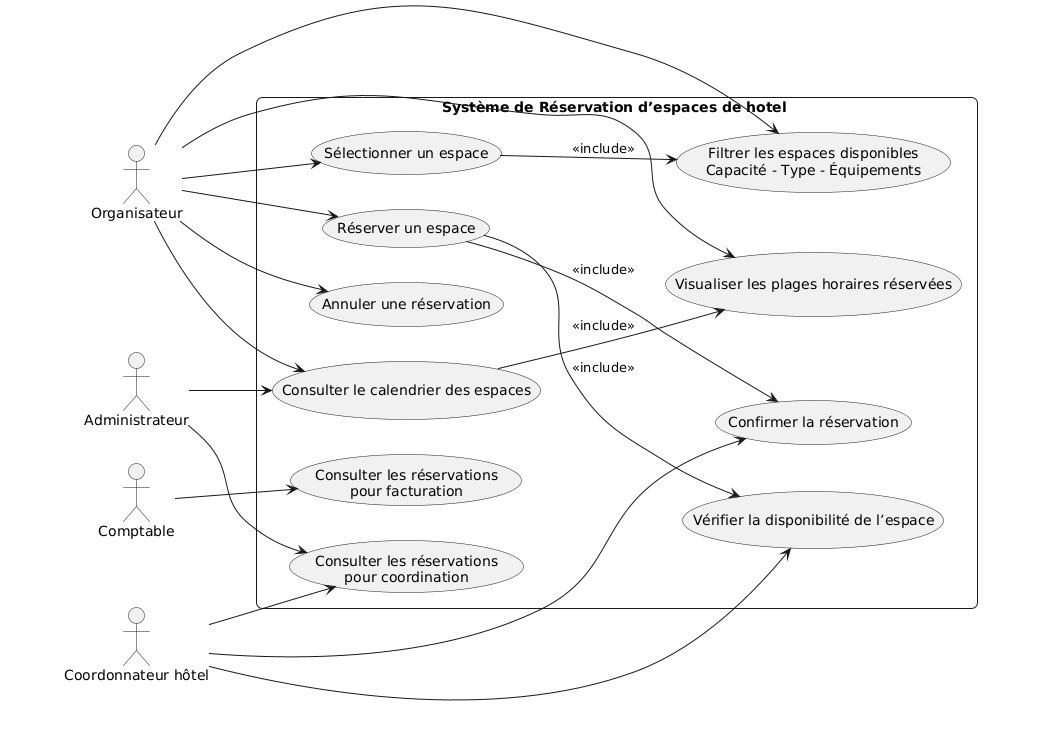 Système de Réservation d’espaces de hotel
Organisateur
Sélectionner un espace
«include»
Filtrer les espaces disponibles
Capacité - Type - Équipements
Réserver un espace
«include»
Visualiser les plages horaires réservées
Annuler une réservation
«include»
Administrateur
Consulter le calendrier des espaces
«include»
Confirmer la réservation
Comptable
Consulter les réservations
pour facturation
Vérifier la disponibilité de l’espace
Consulter les réservations
pour coordination
Coordonnateur hôtel